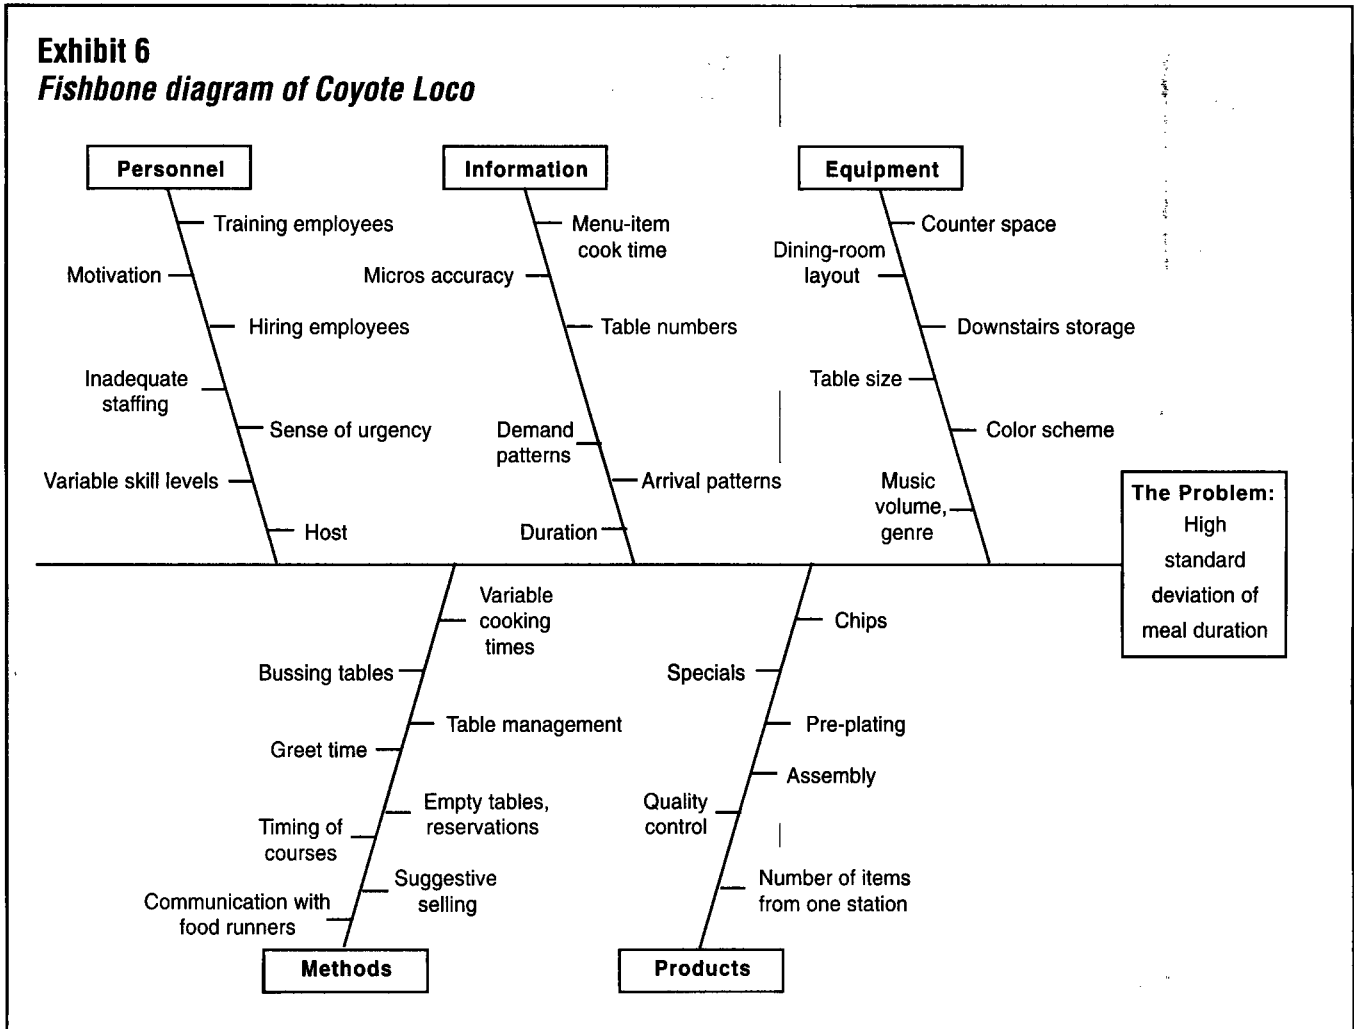 Exhibit 6
Fishbone diagram of Coyote Loco
Personnel
Training employees
Motivation
Hiring employees
Inadequate
staffing
Sense of urgency
Variable skill levels
Host
Information
Menu-item
cook time
Micros accuracy
Table numbers
Demand
patterns
Arrival patterns
Duration
Equipment
Counter space
Dining-room
layout
Downstairs storage
Table size
Color scheme
Music
volume,
genre
The Problem:
High
standard
deviation of
meal duration
Variable
cooking
times
Bussing tables
Table management
Greet time
Empty tables,
reservations
Timing of
courses
Suggestive
selling
Communication with
food runners
Methods
Chips
Specials
Pre-plating
Assembly
Quality
control
Number of items
from one station
Products